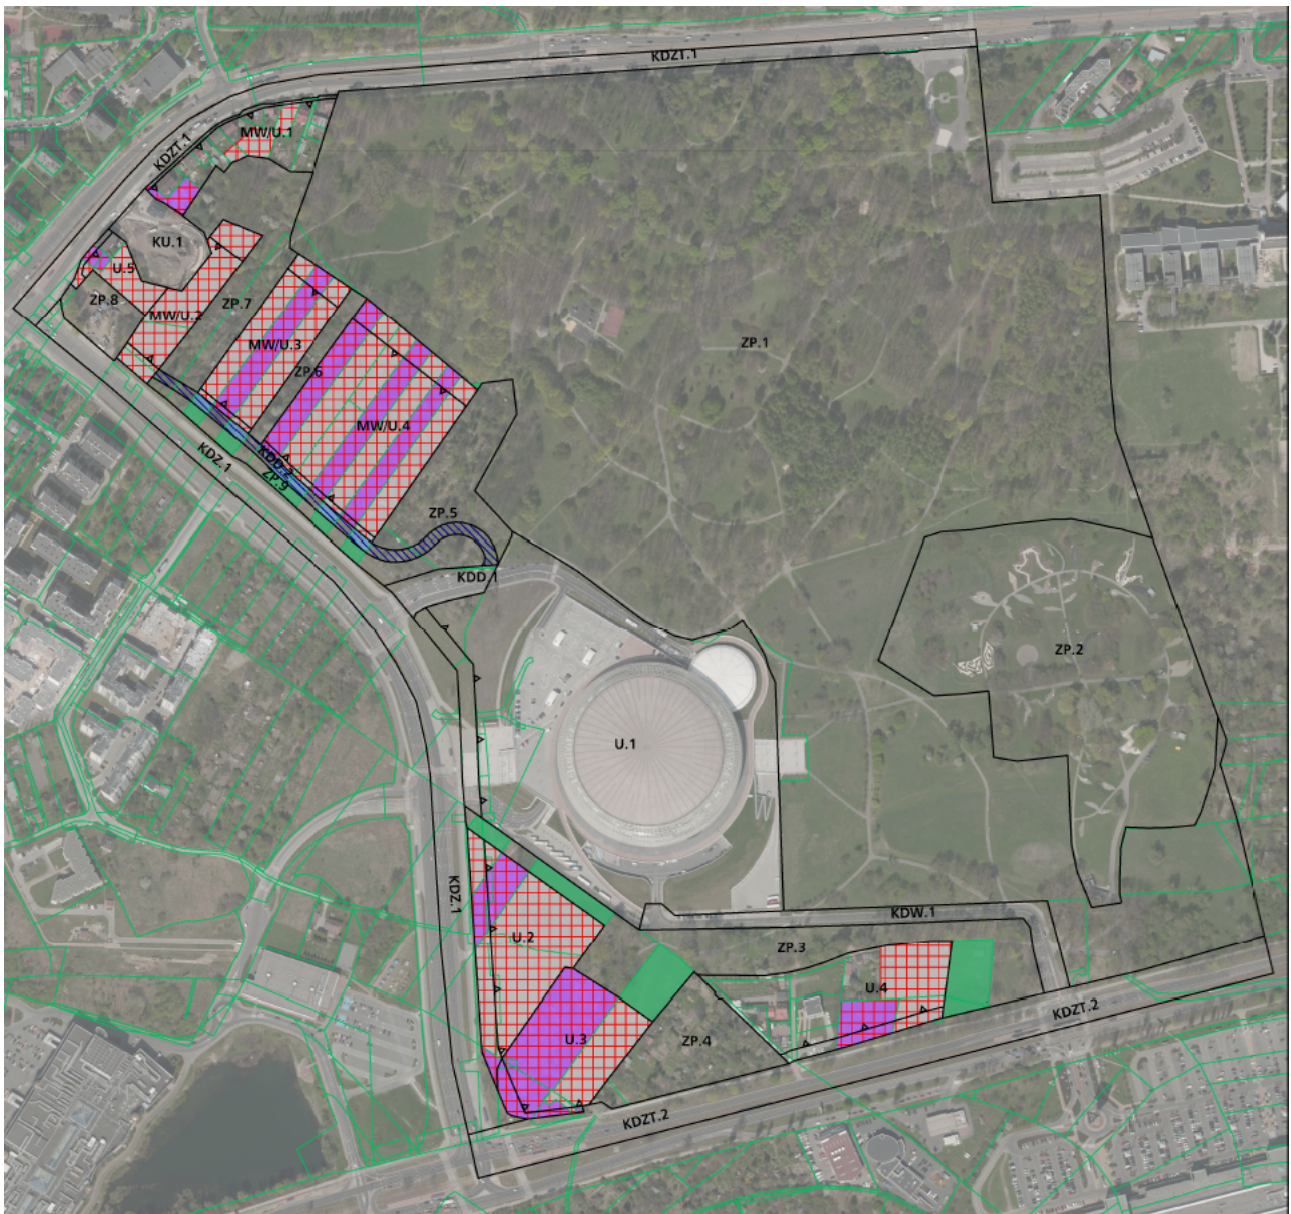 KDZT.1
MW/U.1
KDZT.1
KU.1
U.5
ZP.8
ZP.7
MW/U.2
MW/U.3
ZP.1
ZP.6
MW/U.4
KDZ.1
KDD.2
ZP.9
ZP.5
KDD.1
ZP.2
U.1
KDZ.1
KDW.1
U.2
ZP.3
U.4
KDZT.2
U.3
ZP.4
KDZT.2